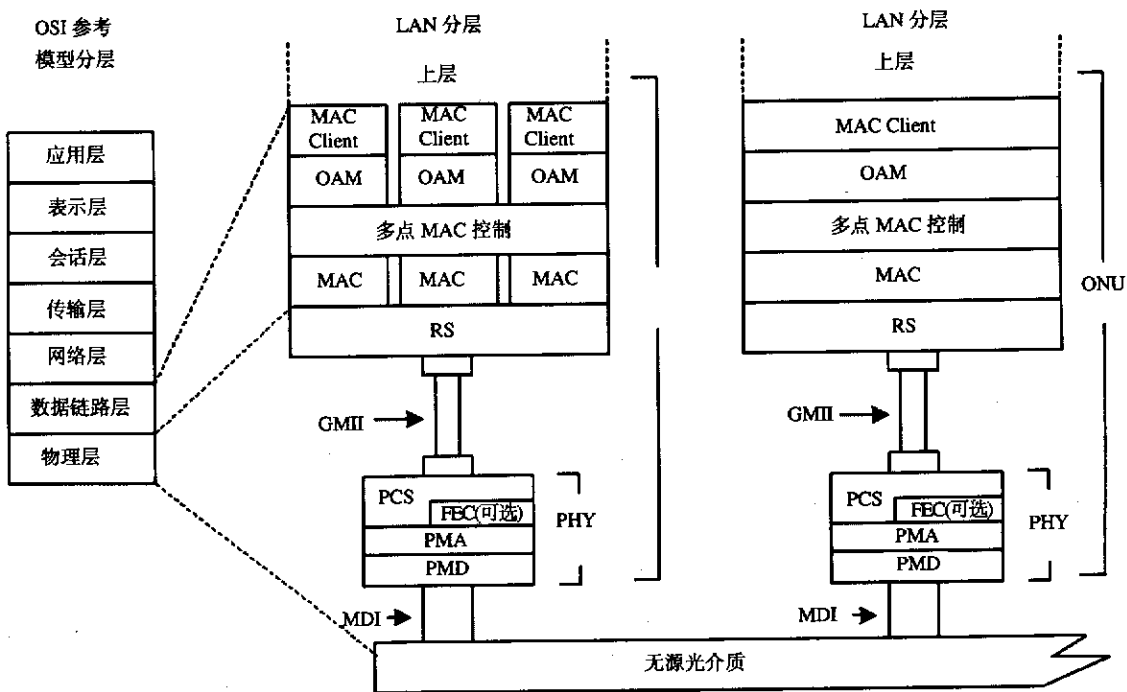 OSI 参考
模型分层
应用层
表示层
会话层
传输层
网络层
数据链路层
物理层
LAN 分层
上层
MAC
Client
MAC
Client
MAC
Client
OAM
OAM
OAM
多点 MAC 控制
MAC
MAC
MAC
RS
GMII
PCS
FEC(可选)
PMA
PMD
PHY
MDI
LAN 分层
上层
MAC Client
OAM
多点 MAC 控制
MAC
RS
ONU
GMII
PCS
FEC(可选)
PMA
PMD
PHY
MDI
无源光介质